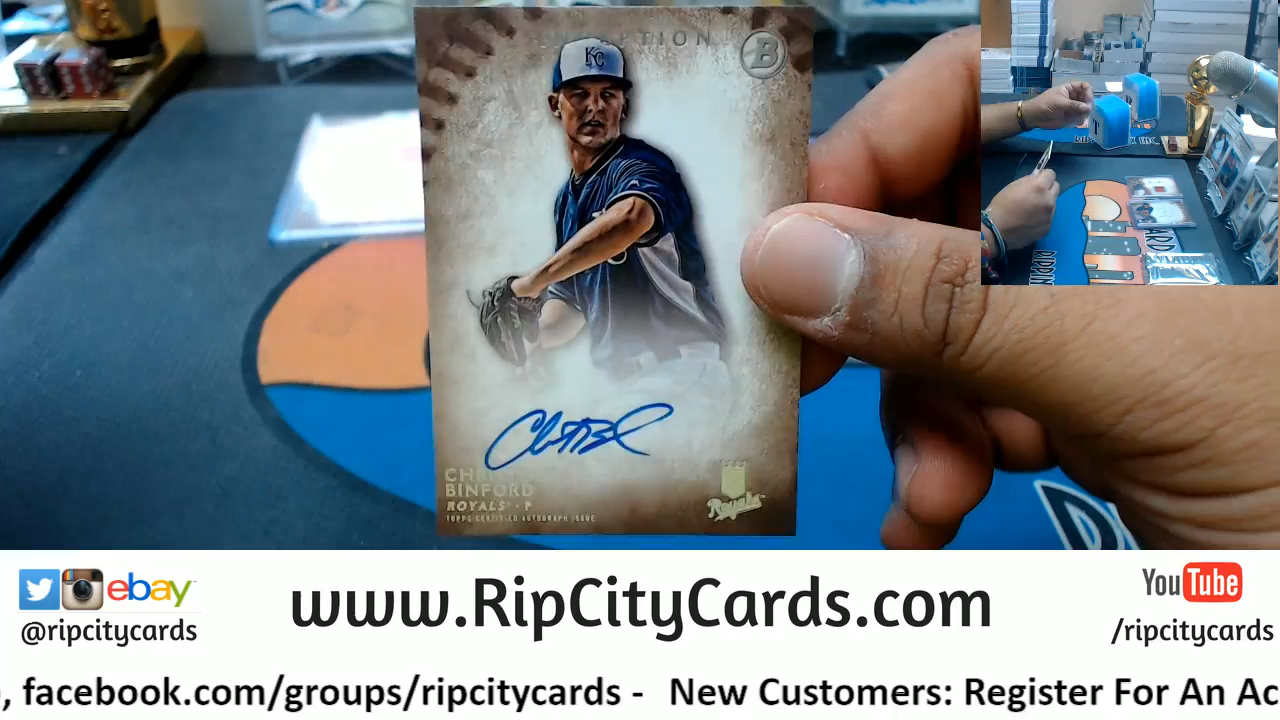 INCEPTION
B
KC
BINFORD
ROYALS · P
TOPPS CERTIFIED AUTOGRAPH ISSUE
Royals
ebay
@ripcitycards
www.RipCityCards.com
YouTube
/ripcitycards
, facebook.com/groups/ripcitycards - New Customers: Register For An Ac